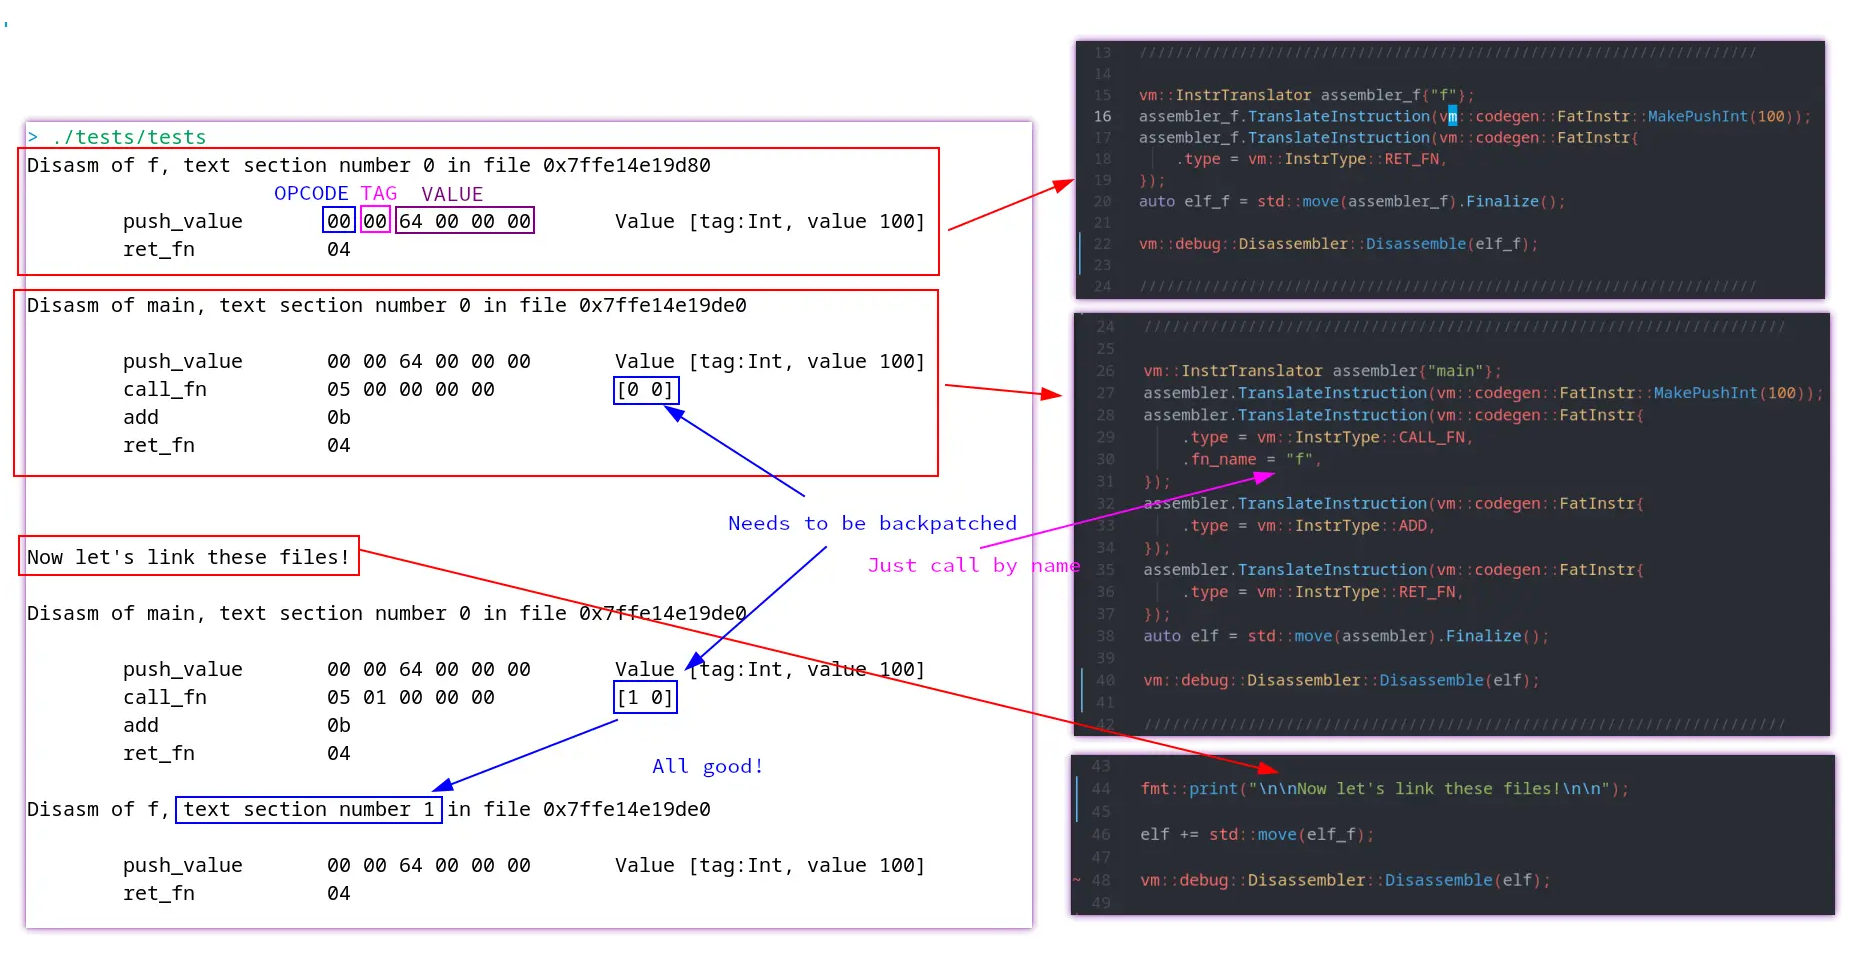 > ./tests/tests
Disasm of f, text section number 0 in file 0x7ffe14e19d80
OPCODE TAG VALUE
push_value 00 00 64 00 00 00 Value [tag:Int, value 100]
ret_fn 04
Disasm of main, text section number 0 in file 0x7ffe14e19de0
push_value 00 00 64 00 00 00 Value [tag:Int, value 100]
call_fn 05 00 00 00 00 [0 0]
add 0b
ret_fn 04
Needs to be backpatched
Just call by name
Now let's link these files!
Disasm of main, text section number 0 in file 0x7ffe14e19de0
push_value 00 00 64 00 00 00 Value [tag:Int, value 100]
call_fn 05 01 00 00 00 [1 0]
add 0b
ret_fn 04
All good!
Disasm of f, text section number 1 in file 0x7ffe14e19de0
push_value 00 00 64 00 00 00 Value [tag:Int, value 100]
ret_fn 04
13 //////////////////////////////////////////////////////////////////
14
15 vm::InstrTranslator assembler_f{"f"};
16 assembler_f.TranslateInstruction(vm::codegen::FatInstr::MakePushInt(100));
17 assembler_f.TranslateInstruction(vm::codegen::FatInstr{
18 .type = vm::InstrType::RET_FN,
19 });
20 auto elf_f = std::move(assembler_f).Finalize();
21
22 vm::debug::Disassembler::Disassemble(elf_f);
23
24 //////////////////////////////////////////////////////////////////
24 //////////////////////////////////////////////////////////////////
25
26 vm::InstrTranslator assembler{"main"};
27 assembler.TranslateInstruction(vm::codegen::FatInstr::MakePushInt(100));
28 assembler.TranslateInstruction(vm::codegen::FatInstr{
29 .type = vm::InstrType::CALL_FN,
30 .fn_name = "f",
31 });
32 assembler.TranslateInstruction(vm::codegen::FatInstr{
33 .type = vm::InstrType::ADD,
34 });
35 assembler.TranslateInstruction(vm::codegen::FatInstr{
36 .type = vm::InstrType::RET_FN,
37 });
38 auto elf = std::move(assembler).Finalize();
39
40 vm::debug::Disassembler::Disassemble(elf);
41
42 //////////////////////////////////////////////////////////////////
43
44 fmt::print("\n\nNow let's link these files!\n\n");
45
46 elf += std::move(elf_f);
47
~ 48 vm::debug::Disassembler::Disassemble(elf);
49